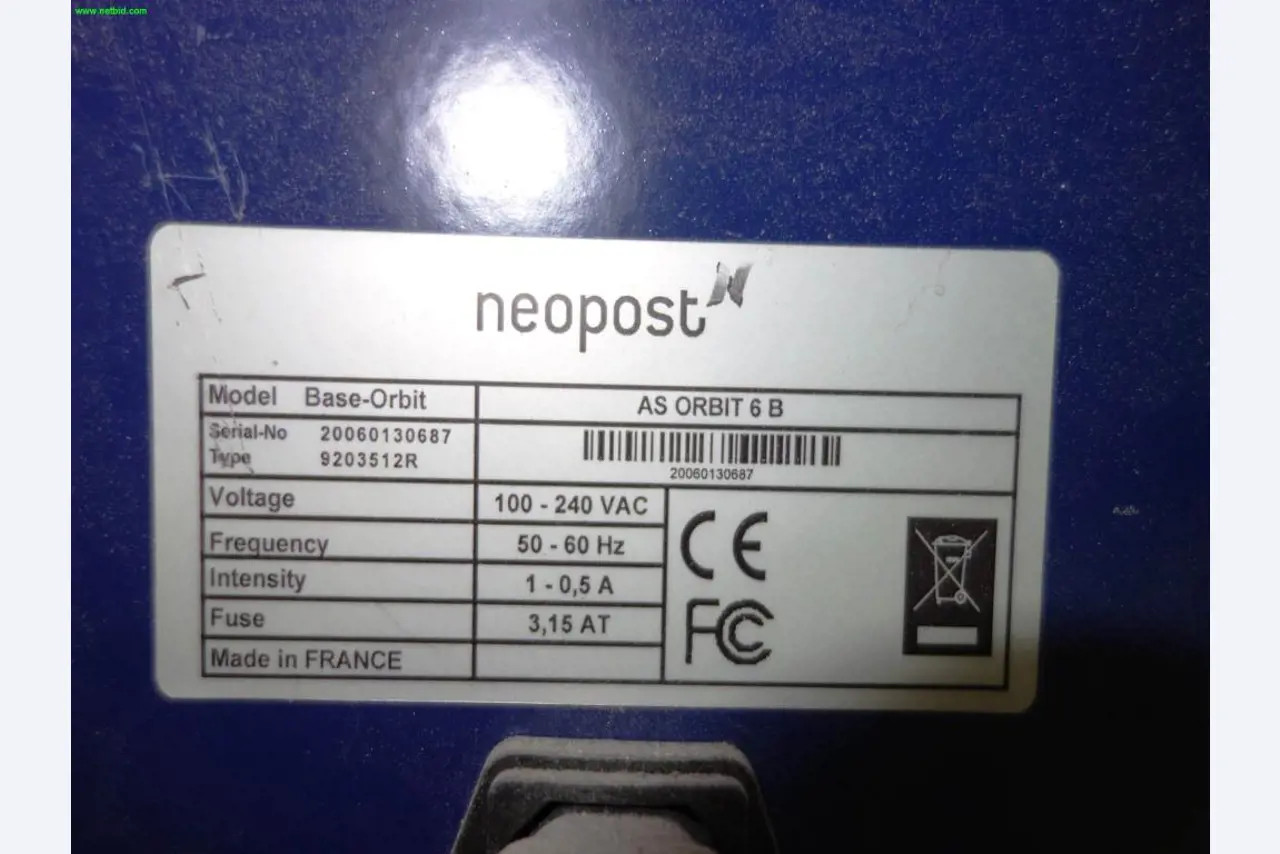 www.netbid.com
neopost
Model Base-Orbit
AS ORBIT 6 B
Serial-No 20060130687
Type 9203512R
20060130687
Voltage 100 - 240 VAC
Frequency 50 - 60 Hz
Intensity 1 - 0,5 A
Fuse 3,15 AT
Made in FRANCE
CE
FC